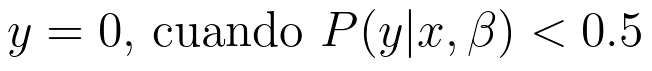 y = 0, cuando P(y|x, β) < 0.5